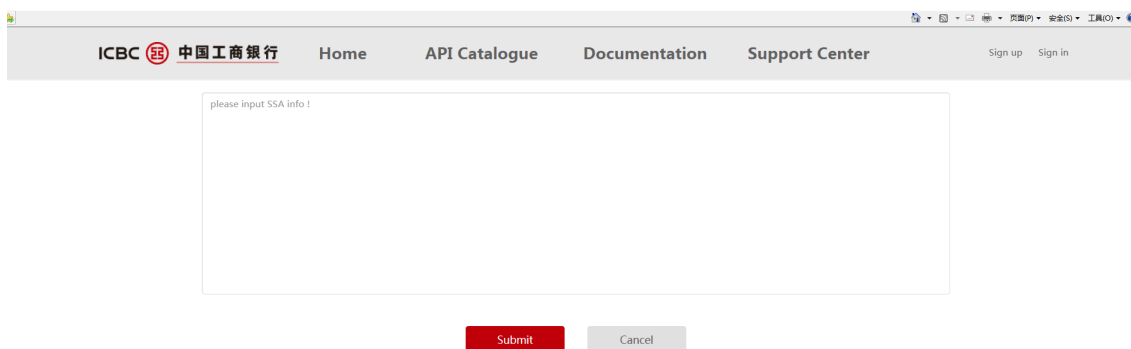 页面(P) 安全(S) 工具(O)
ICBC 中国工商银行 Home API Catalogue Documentation Support Center Sign up Sign in
please input SSA info !
Submit Cancel